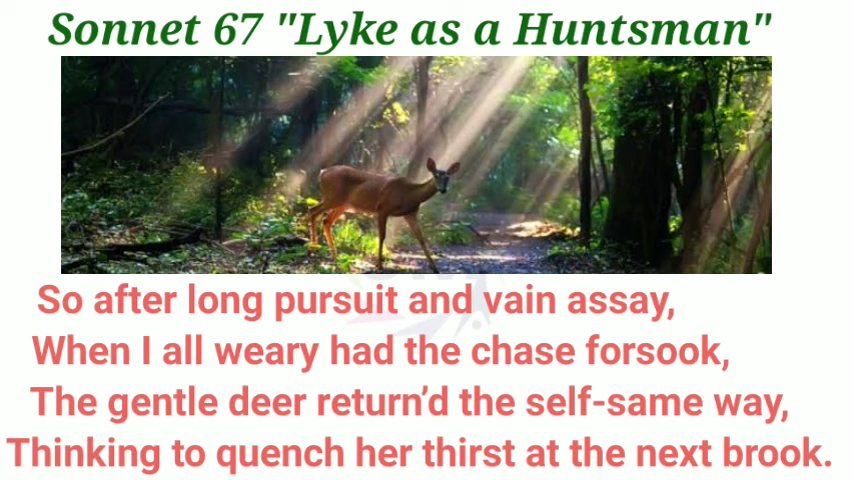 Sonnet 67 "Lyke as a Huntsman"
So after long pursuit and vain assay,
When I all weary had the chase forsook,
The gentle deer return’d the self-same way,
Thinking to quench her thirst at the next brook.